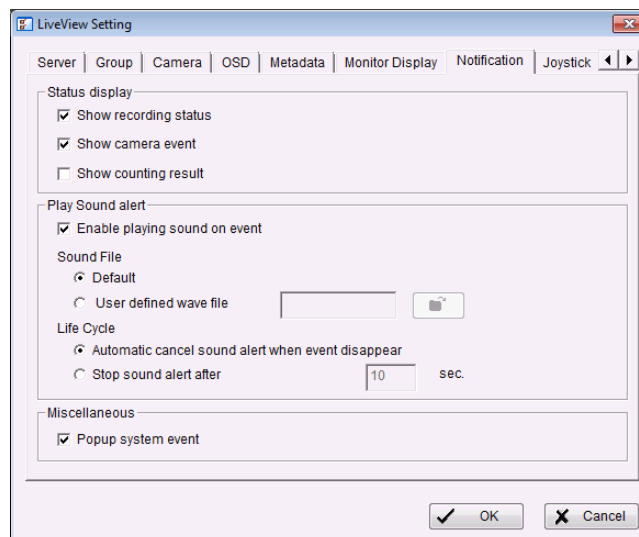 LiveView Setting
Server Group Camera OSD Metadata Monitor Display Notification Joystick
Status display
Show recording status
Show camera event
Show counting result
Play Sound alert
Enable playing sound on event
Sound File
Default
User defined wave file
Life Cycle
Automatic cancel sound alert when event disappear
Stop sound alert after 10 sec.
Miscellaneous
Popup system event
OK Cancel